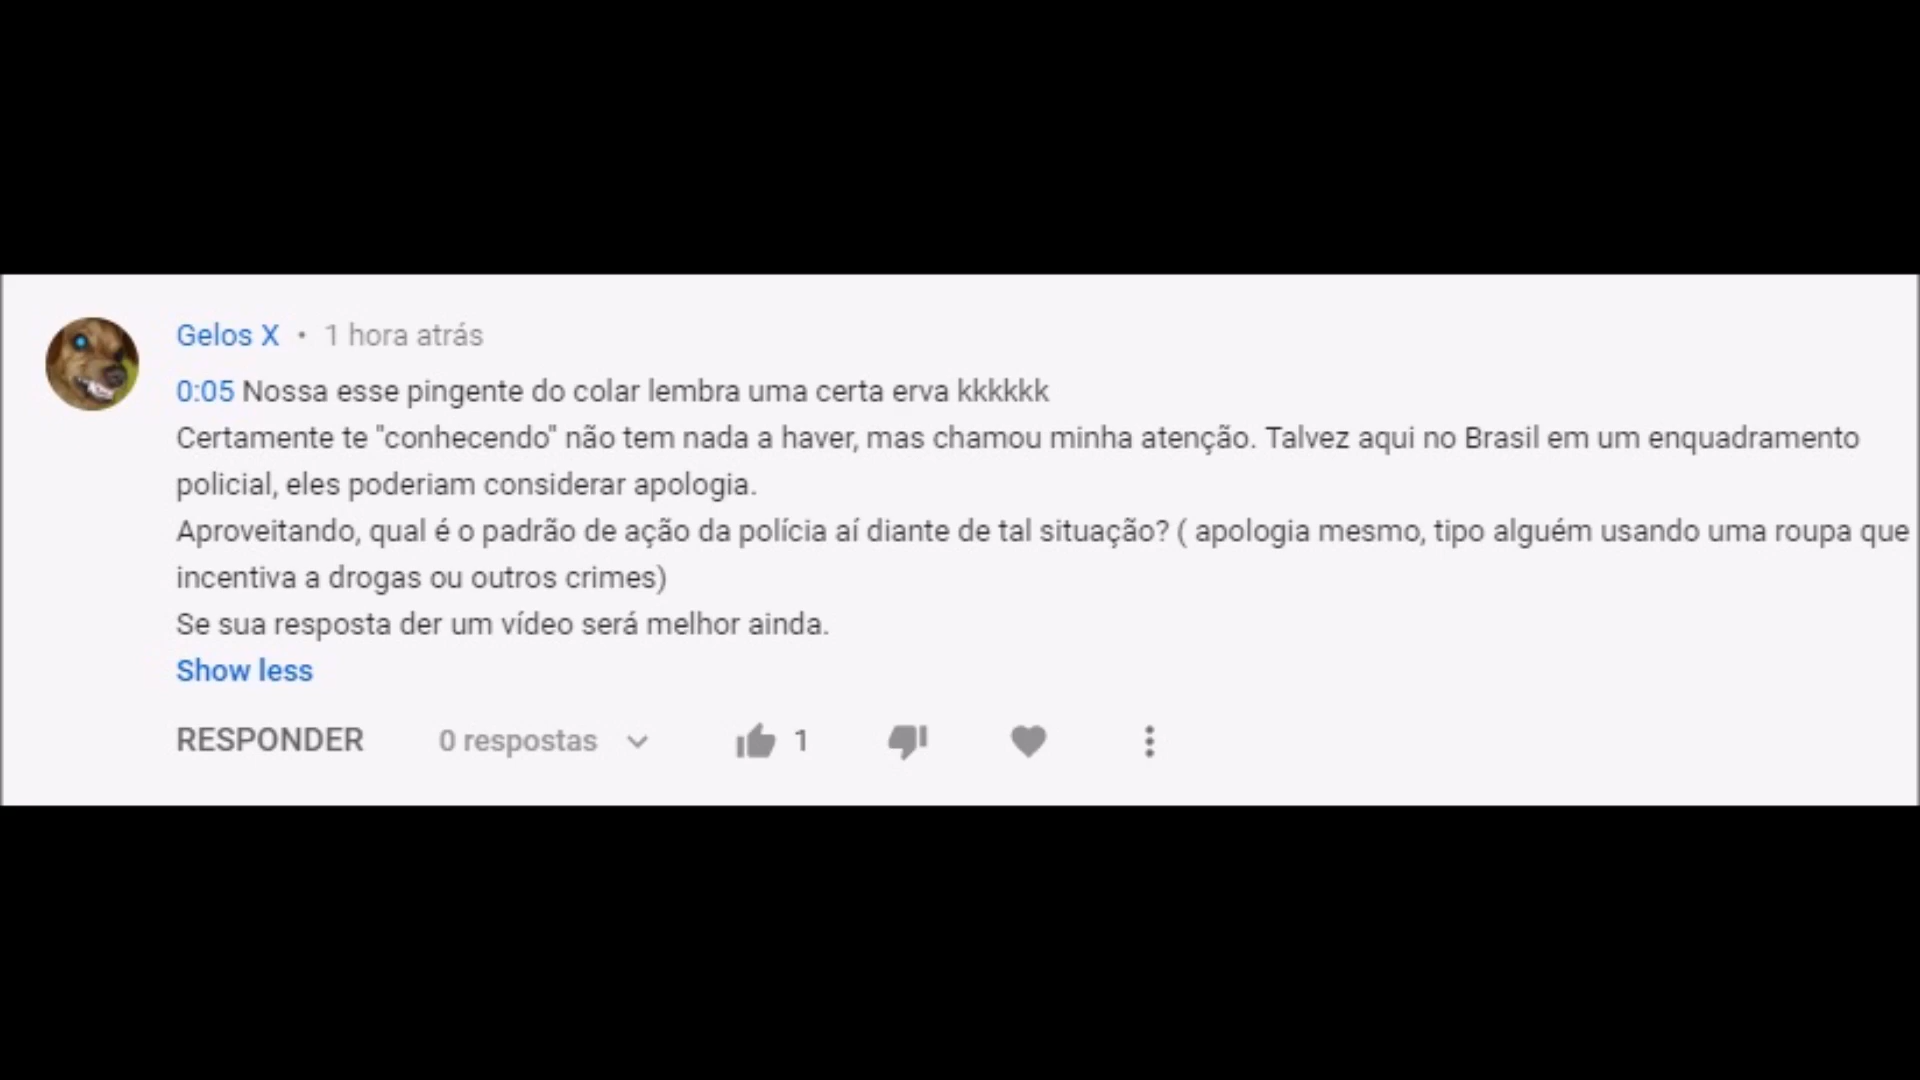 Gelos X • 1 hora atrás
0:05 Nossa esse pingente do colar lembra uma certa erva kkkkkk
Certamente te "conhecendo" não tem nada a haver, mas chamou minha atenção. Talvez aqui no Brasil em um enquadramento
policial, eles poderiam considerar apologia.
Aproveitando, qual é o padrão de ação da polícia aí diante de tal situação? ( apologia mesmo, tipo alguém usando uma roupa que
incentiva a drogas ou outros crimes)
Se sua resposta der um vídeo será melhor ainda.
Show less
RESPONDER 0 respostas 1